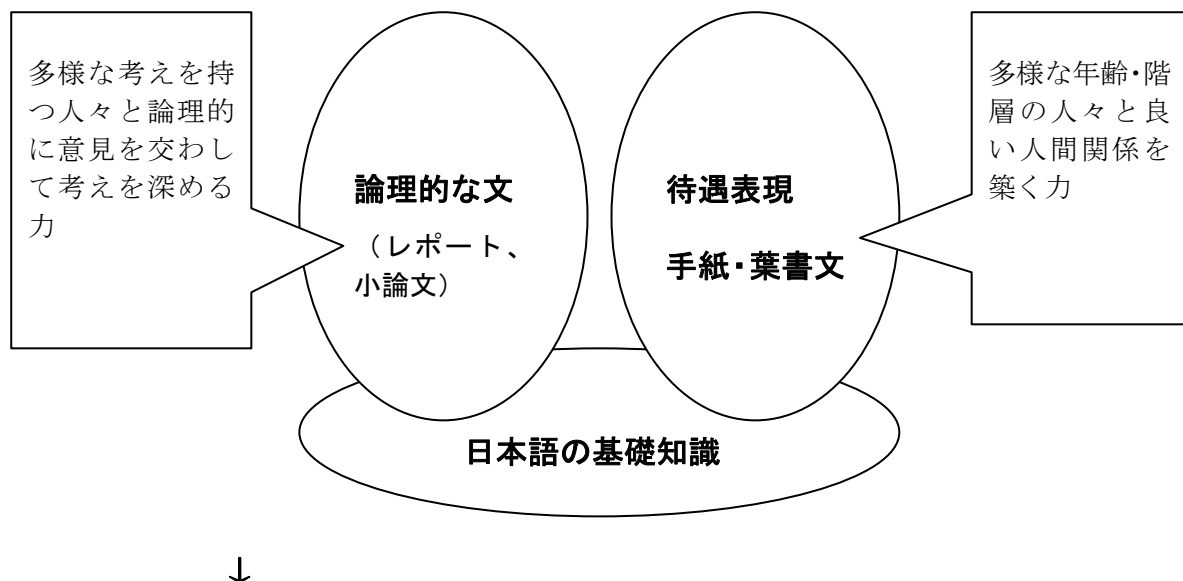 多様な考えを持
つ人々と論理的
に意見を交わし
て考えを深める
力
論理的な文
（レポート、
小論文）
待遇表現
手紙・葉書文
多様な年齢・階
層の人々と良
い人間関係を
築く力
日本語の基礎知識
↓